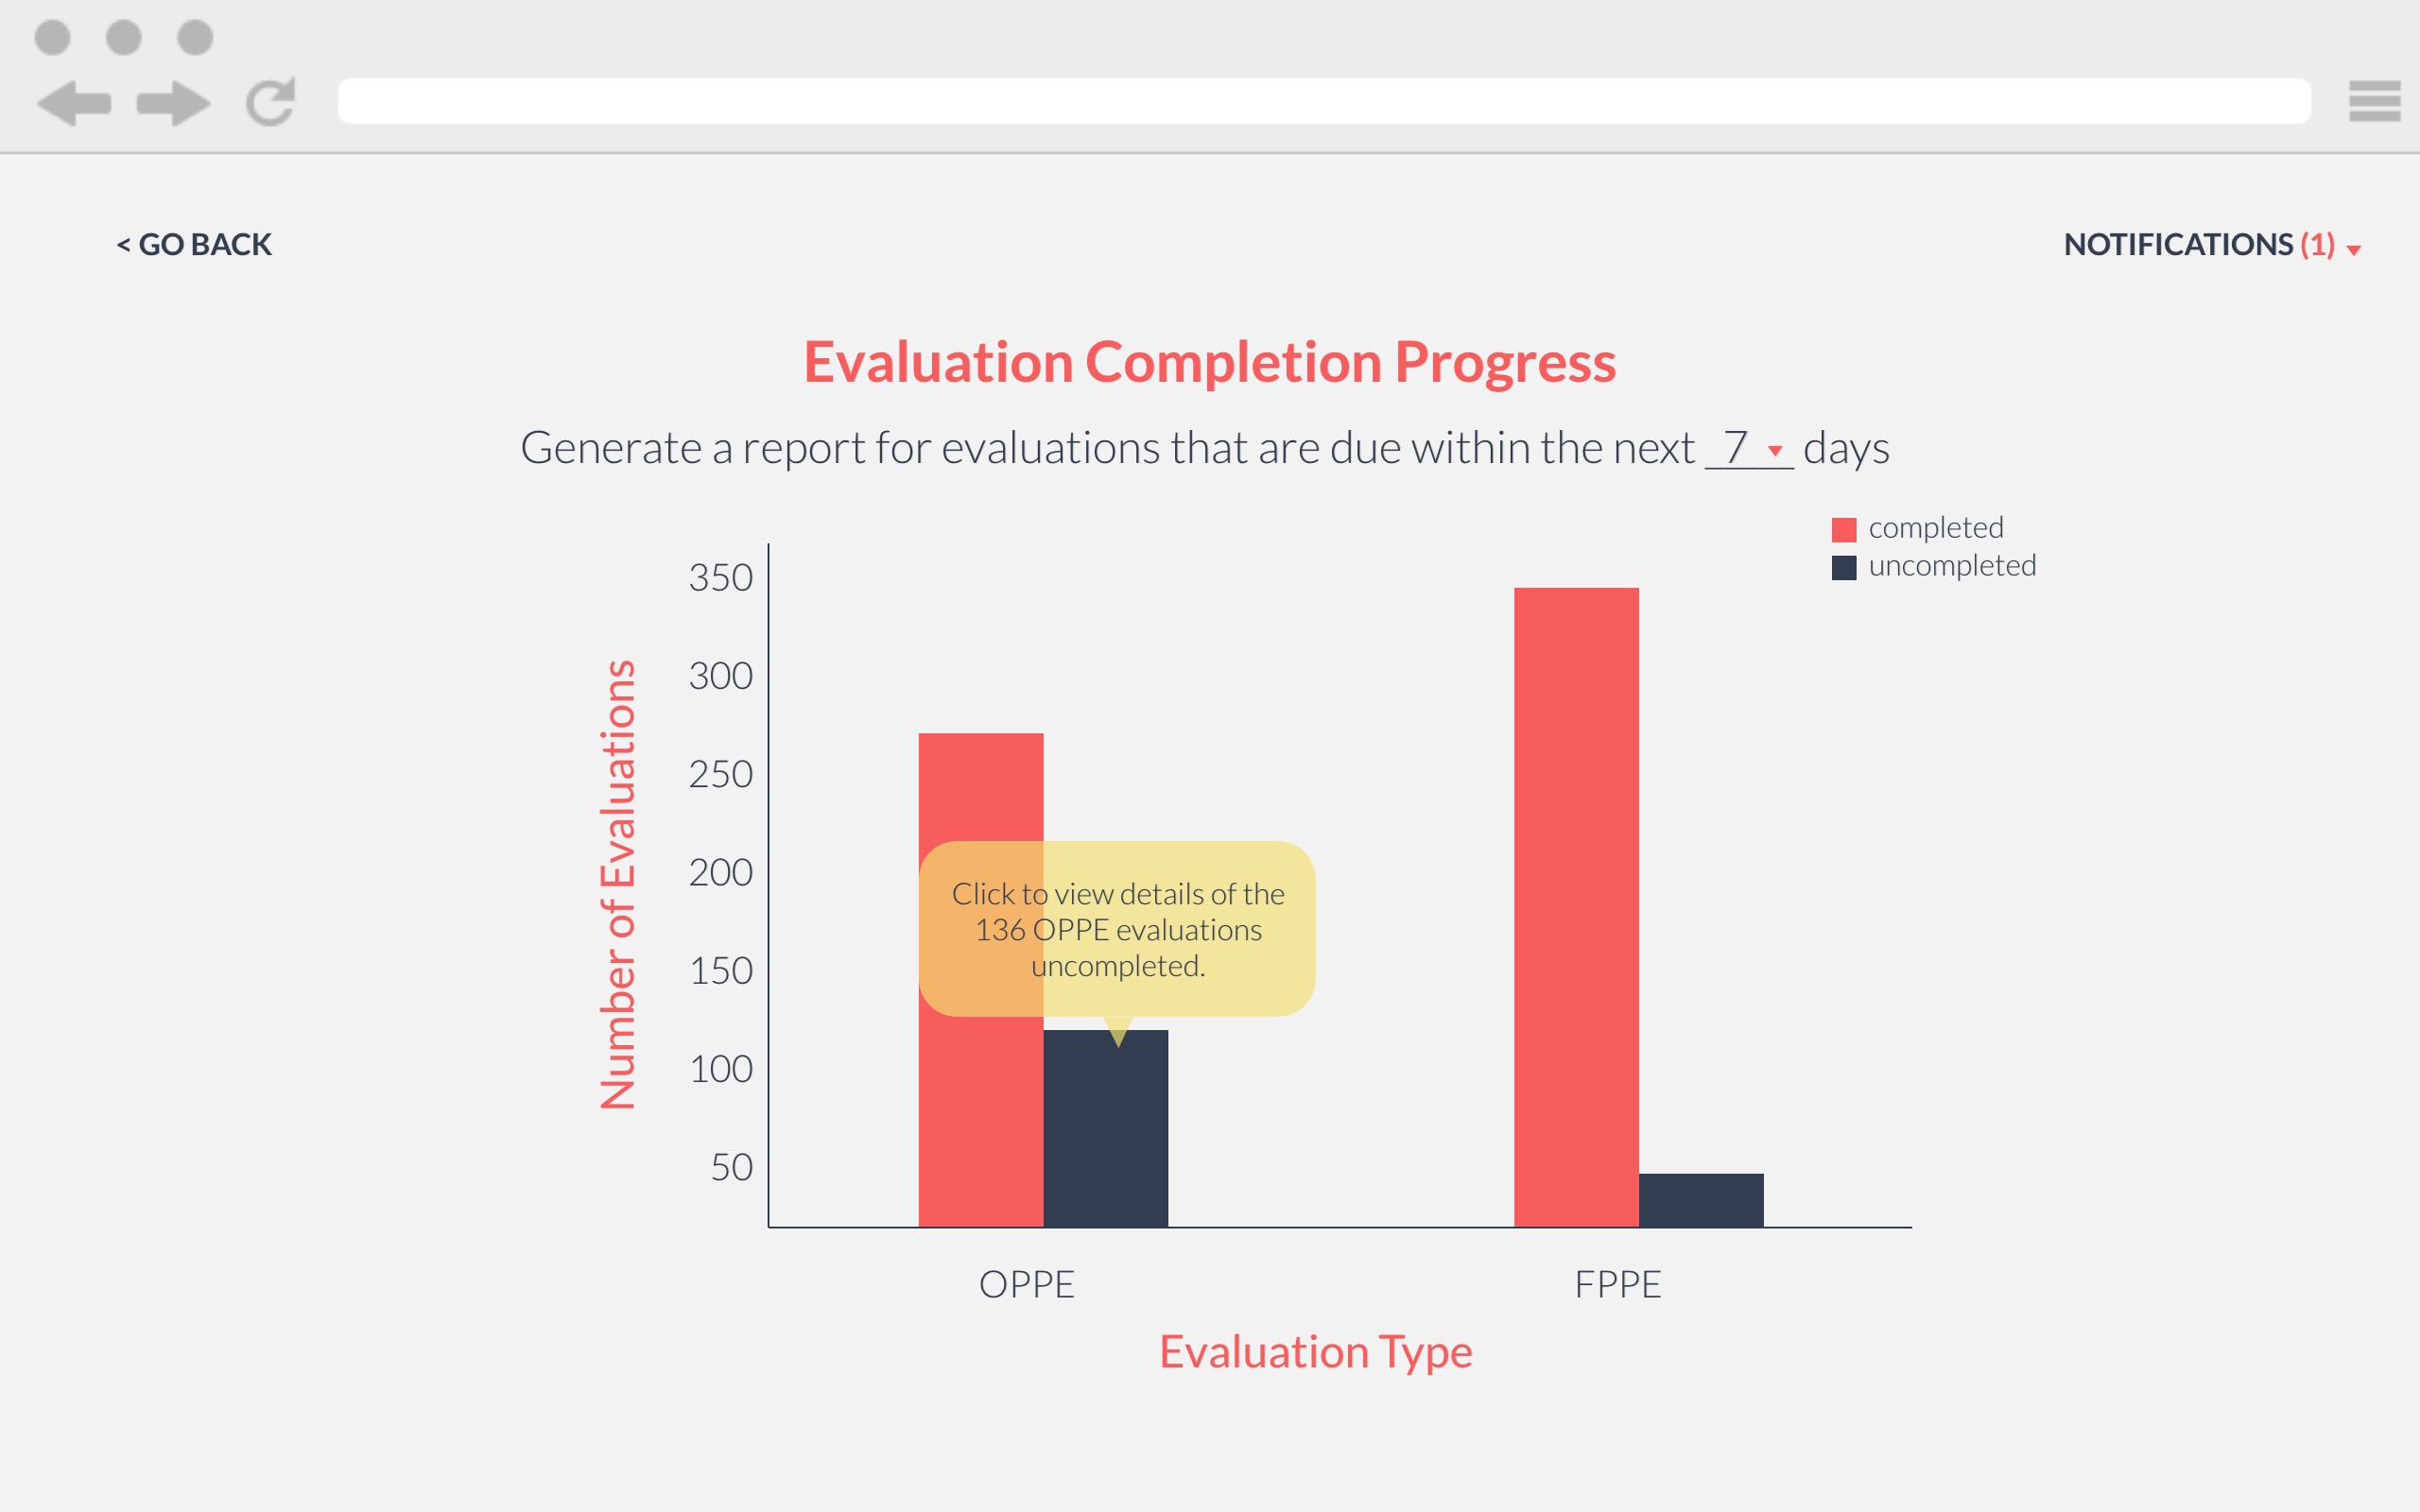 < GO BACK
NOTIFICATIONS (1)
Evaluation Completion Progress
Generate a report for evaluations that are due within the next 7 days
completed
uncompleted
Number of Evaluations
350
300
250
200
150
100
50
Click to view details of the
136 OPPE evaluations
uncompleted.
OPPE
FPPE
Evaluation Type